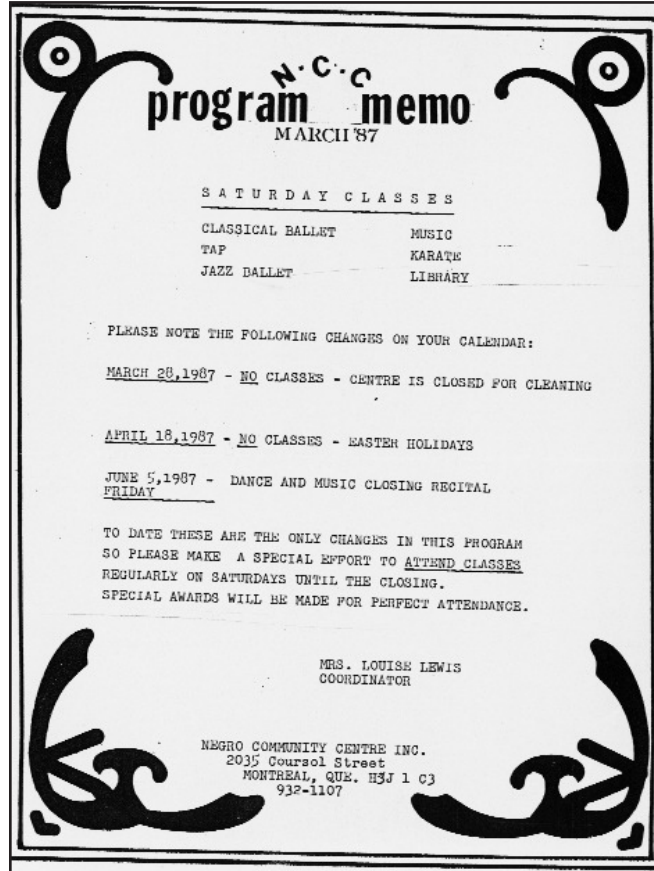 N·C·C
program memo
MARCH '87
SATURDAY CLASSES
CLASSICAL BALLET MUSIC
TAP KARATE
JAZZ BALLET LIBRARY
PLEASE NOTE THE FOLLOWING CHANGES ON YOUR CALENDAR:
MARCH 28,1987 - NO CLASSES - CENTRE IS CLOSED FOR CLEANING
APRIL 18,1987 - NO CLASSES - EASTER HOLIDAYS
JUNE 5,1987 - DANCE AND MUSIC CLOSING RECITAL
FRIDAY
TO DATE THESE ARE THE ONLY CHANGES IN THIS PROGRAM
SO PLEASE MAKE A SPECIAL EFFORT TO ATTEND CLASSES
REGULARLY ON SATURDAYS UNTIL THE CLOSING.
SPECIAL AWARDS WILL BE MADE FOR PERFECT ATTENDANCE.
MRS. LOUISE LEWIS
COORDINATOR
NEGRO COMMUNITY CENTRE INC.
2035 Coursol Street
MONTREAL, QUE. H3J 1 C3
932-1107